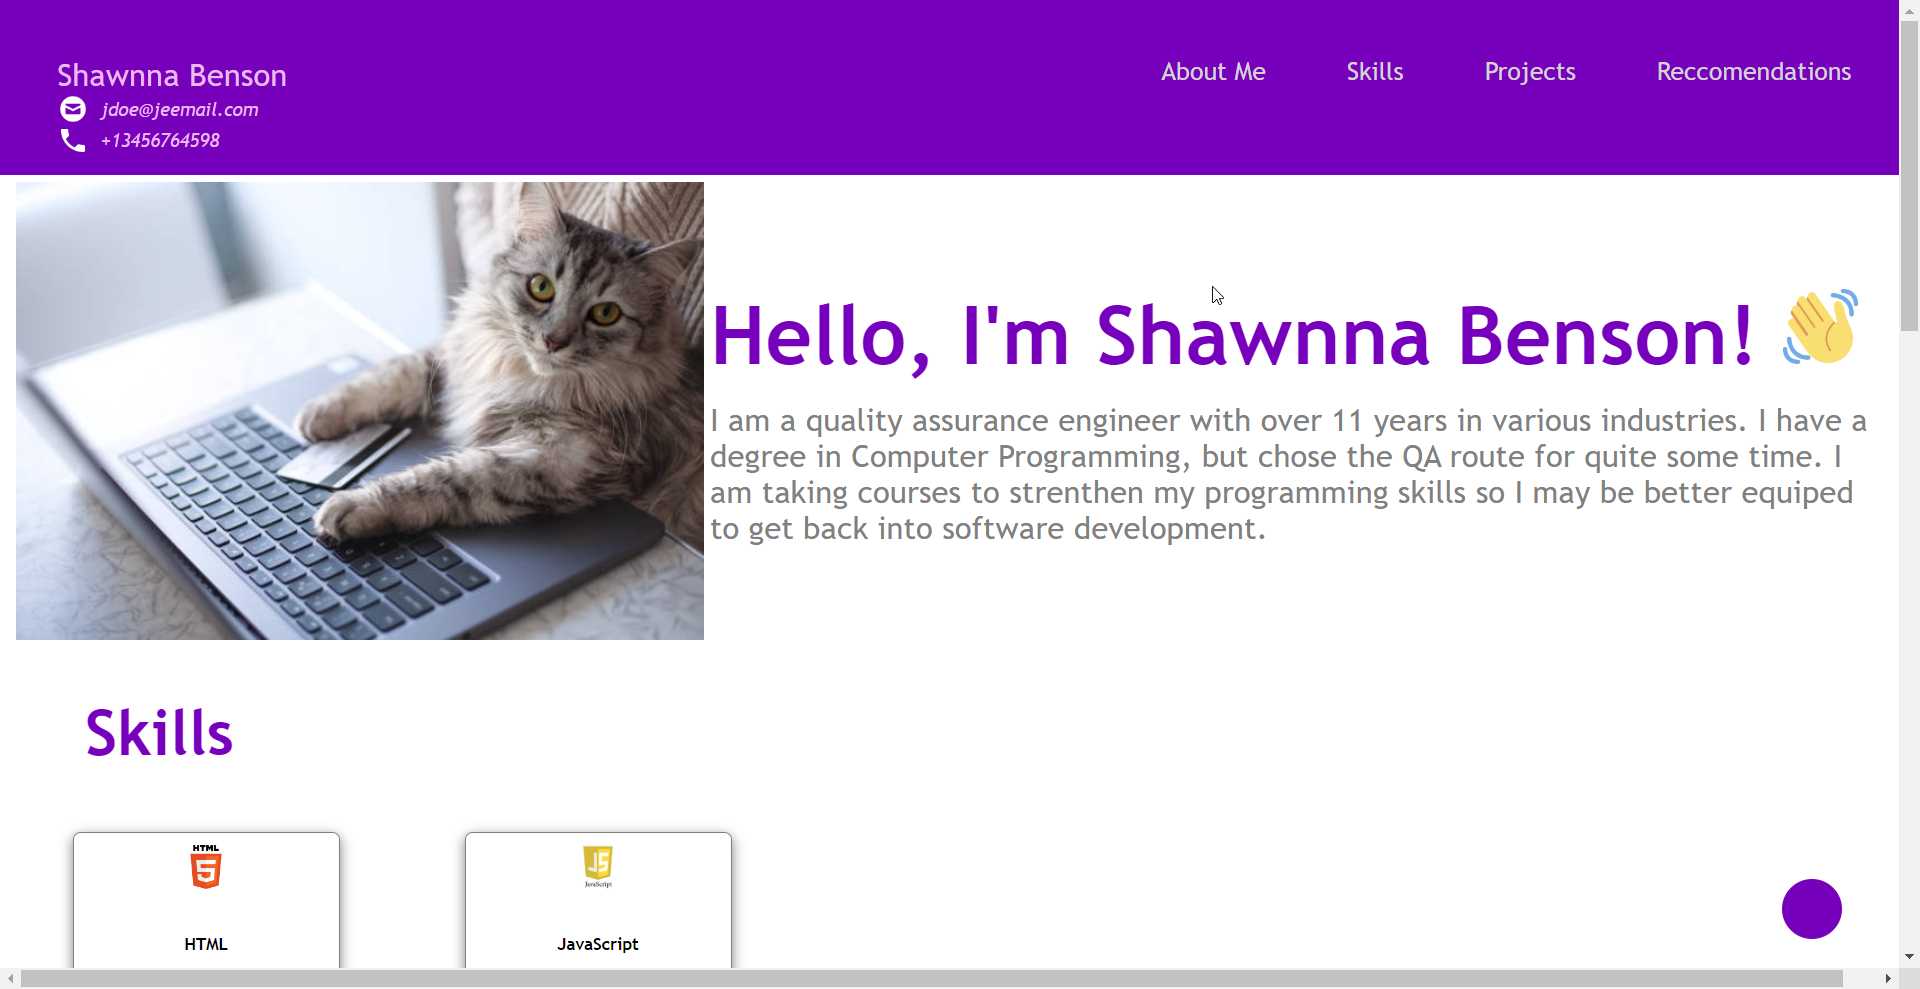 Shawnna Benson
jdoe@jeemail.com
+13456764598
About Me
Skills
Projects
Reccomendations
Hello, I'm Shawnna Benson! 👋
I am a quality assurance engineer with over 11 years in various industries. I have a
degree in Computer Programming, but chose the QA route for quite some time. I
am taking courses to strenthen my programming skills so I may be better equiped
to get back into software development.
Skills
HTML
5
HTML
JS
JavaScript
JavaScript